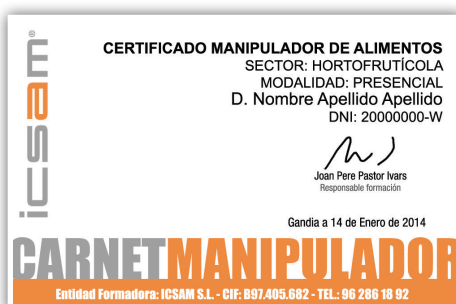 icsam®
CERTIFICADO MANIPULADOR DE ALIMENTOS
SECTOR: HORTOFRUTÍCOLA
MODALIDAD: PRESENCIAL
D. Nombre Apellido Apellido
DNI: 20000000-W
Joan Pere Pastor Ivars
Responsable formación
Gandia a 14 de Enero de 2014
CARNETMANIPULADOR
Entidad Formadora: ICSAM S.L. - CIF: B97.405.682 - TEL.: 96 286 18 92